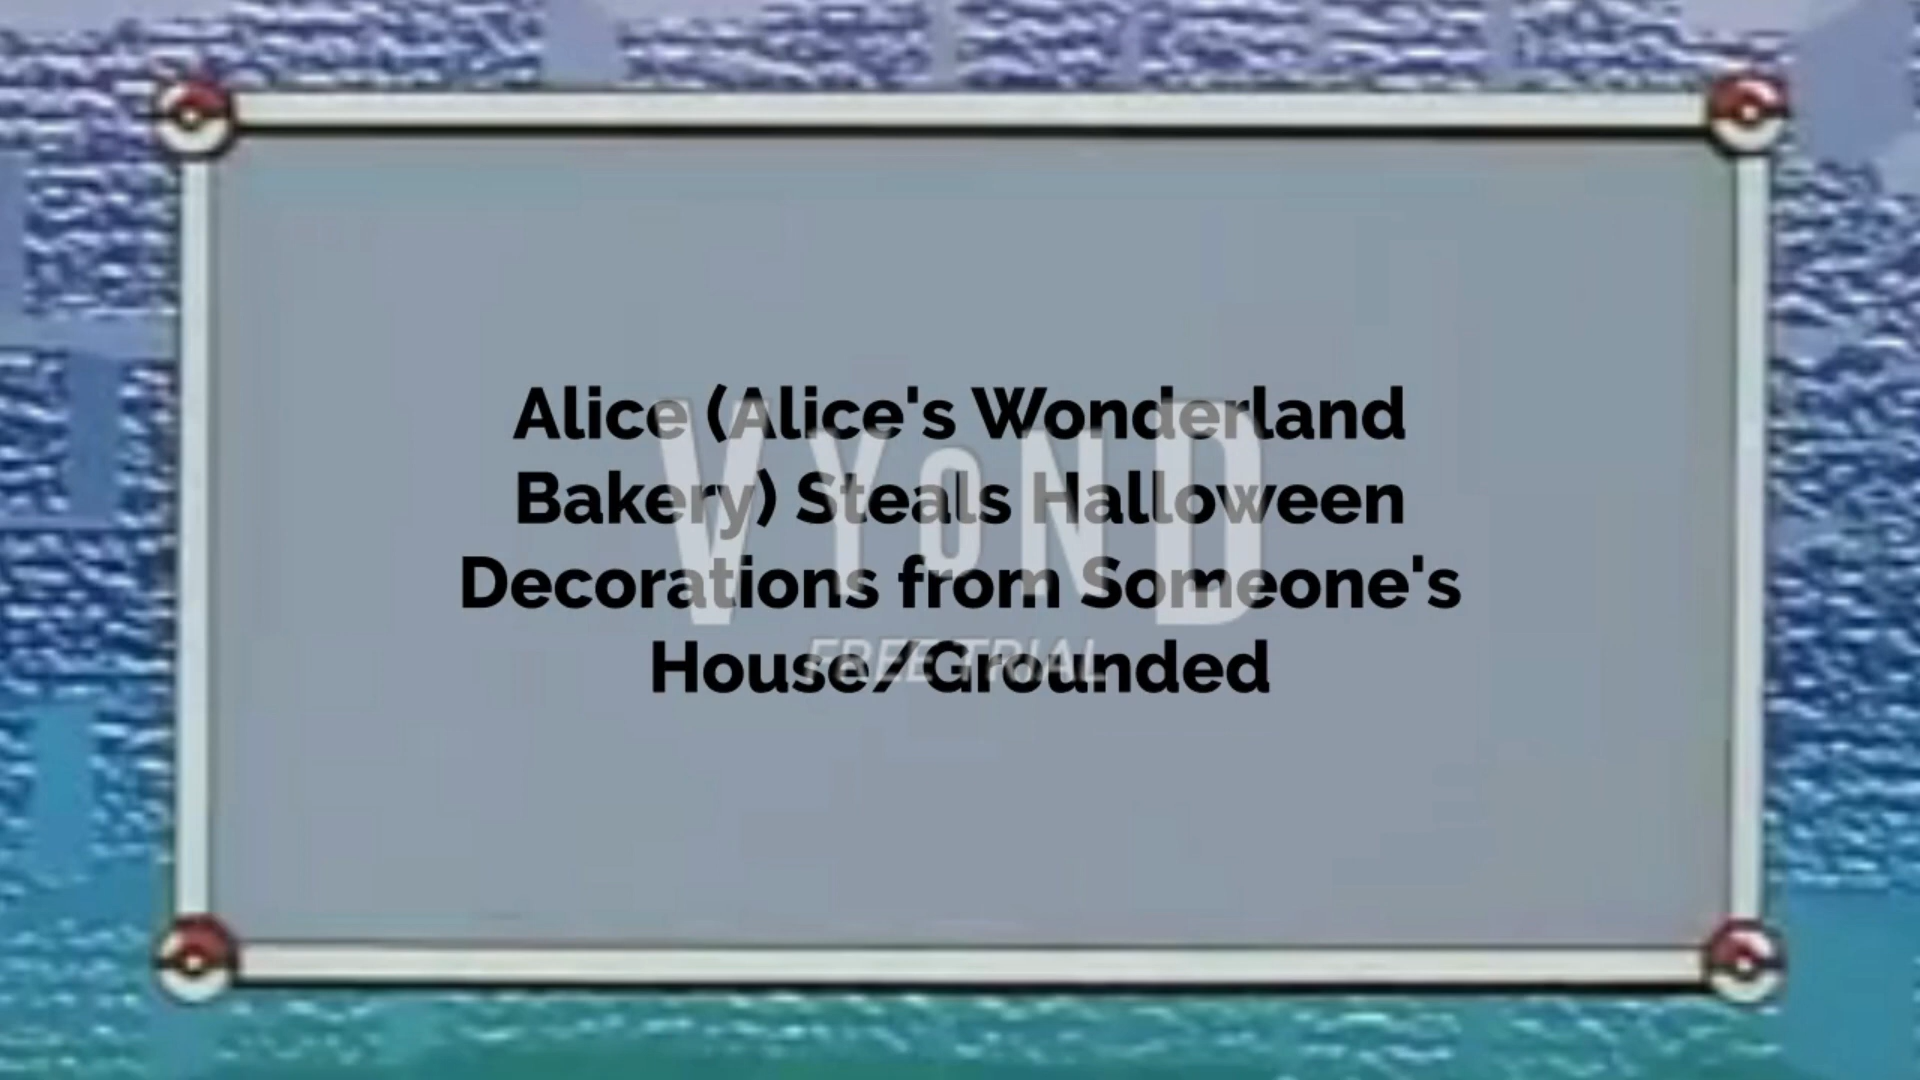 Alice (Alice's Wonderland
Bakery) Steals Halloween
Decorations from Someone's
House/Grounded
VYOND
FREE TRIAL